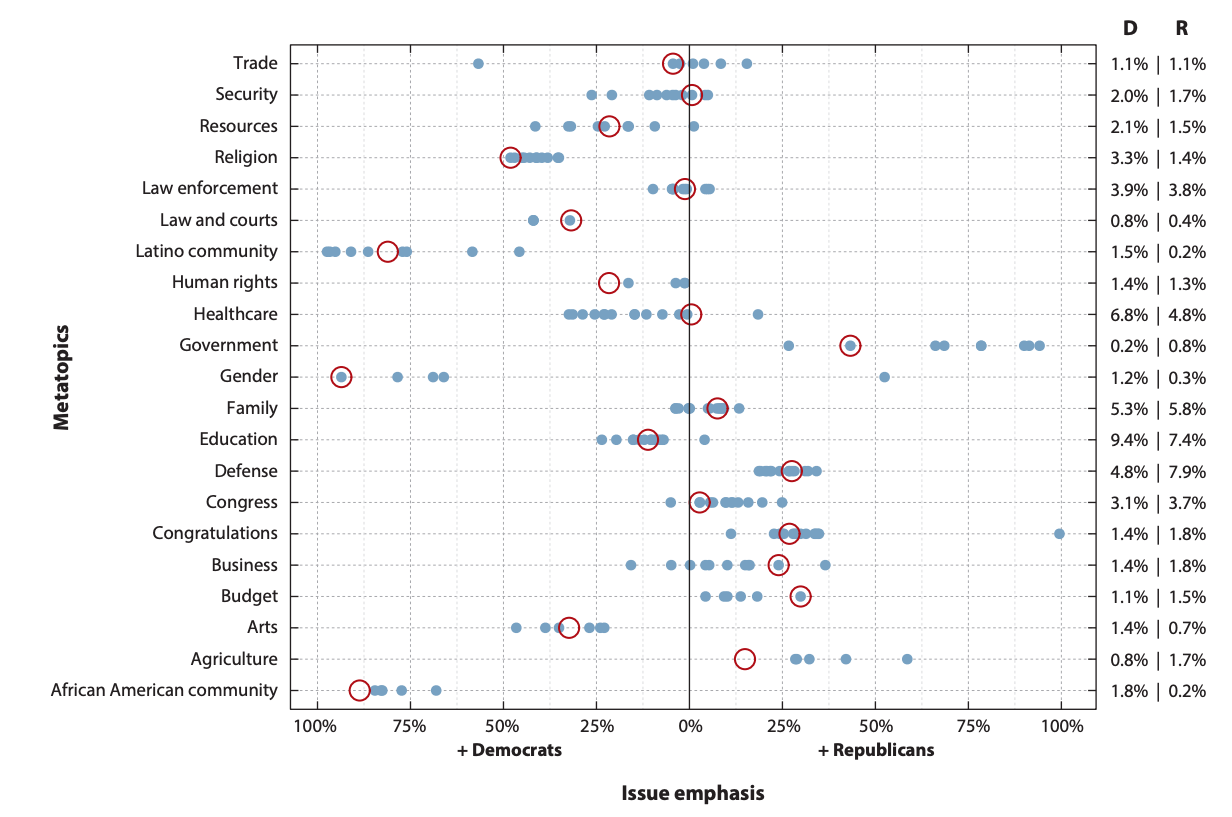 D R
Trade 1.1% | 1.1%
Security 2.0% | 1.7%
Resources 2.1% | 1.5%
Religion 3.3% | 1.4%
Law enforcement 3.9% | 3.8%
Law and courts 0.8% | 0.4%
Latino community 1.5% | 0.2%
Human rights 1.4% | 1.3%
Healthcare 6.8% | 4.8%
Government 0.2% | 0.8%
Gender 1.2% | 0.3%
Family 5.3% | 5.8%
Education 9.4% | 7.4%
Defense 4.8% | 7.9%
Congress 3.1% | 3.7%
Congratulations 1.4% | 1.8%
Business 1.4% | 1.8%
Budget 1.1% | 1.5%
Arts 1.4% | 0.7%
Agriculture 0.8% | 1.7%
African American community 1.8% | 0.2%
Metatopics
100% 75% 50% 25% 0% 25% 50% 75% 100%
+ Democrats + Republicans
Issue emphasis